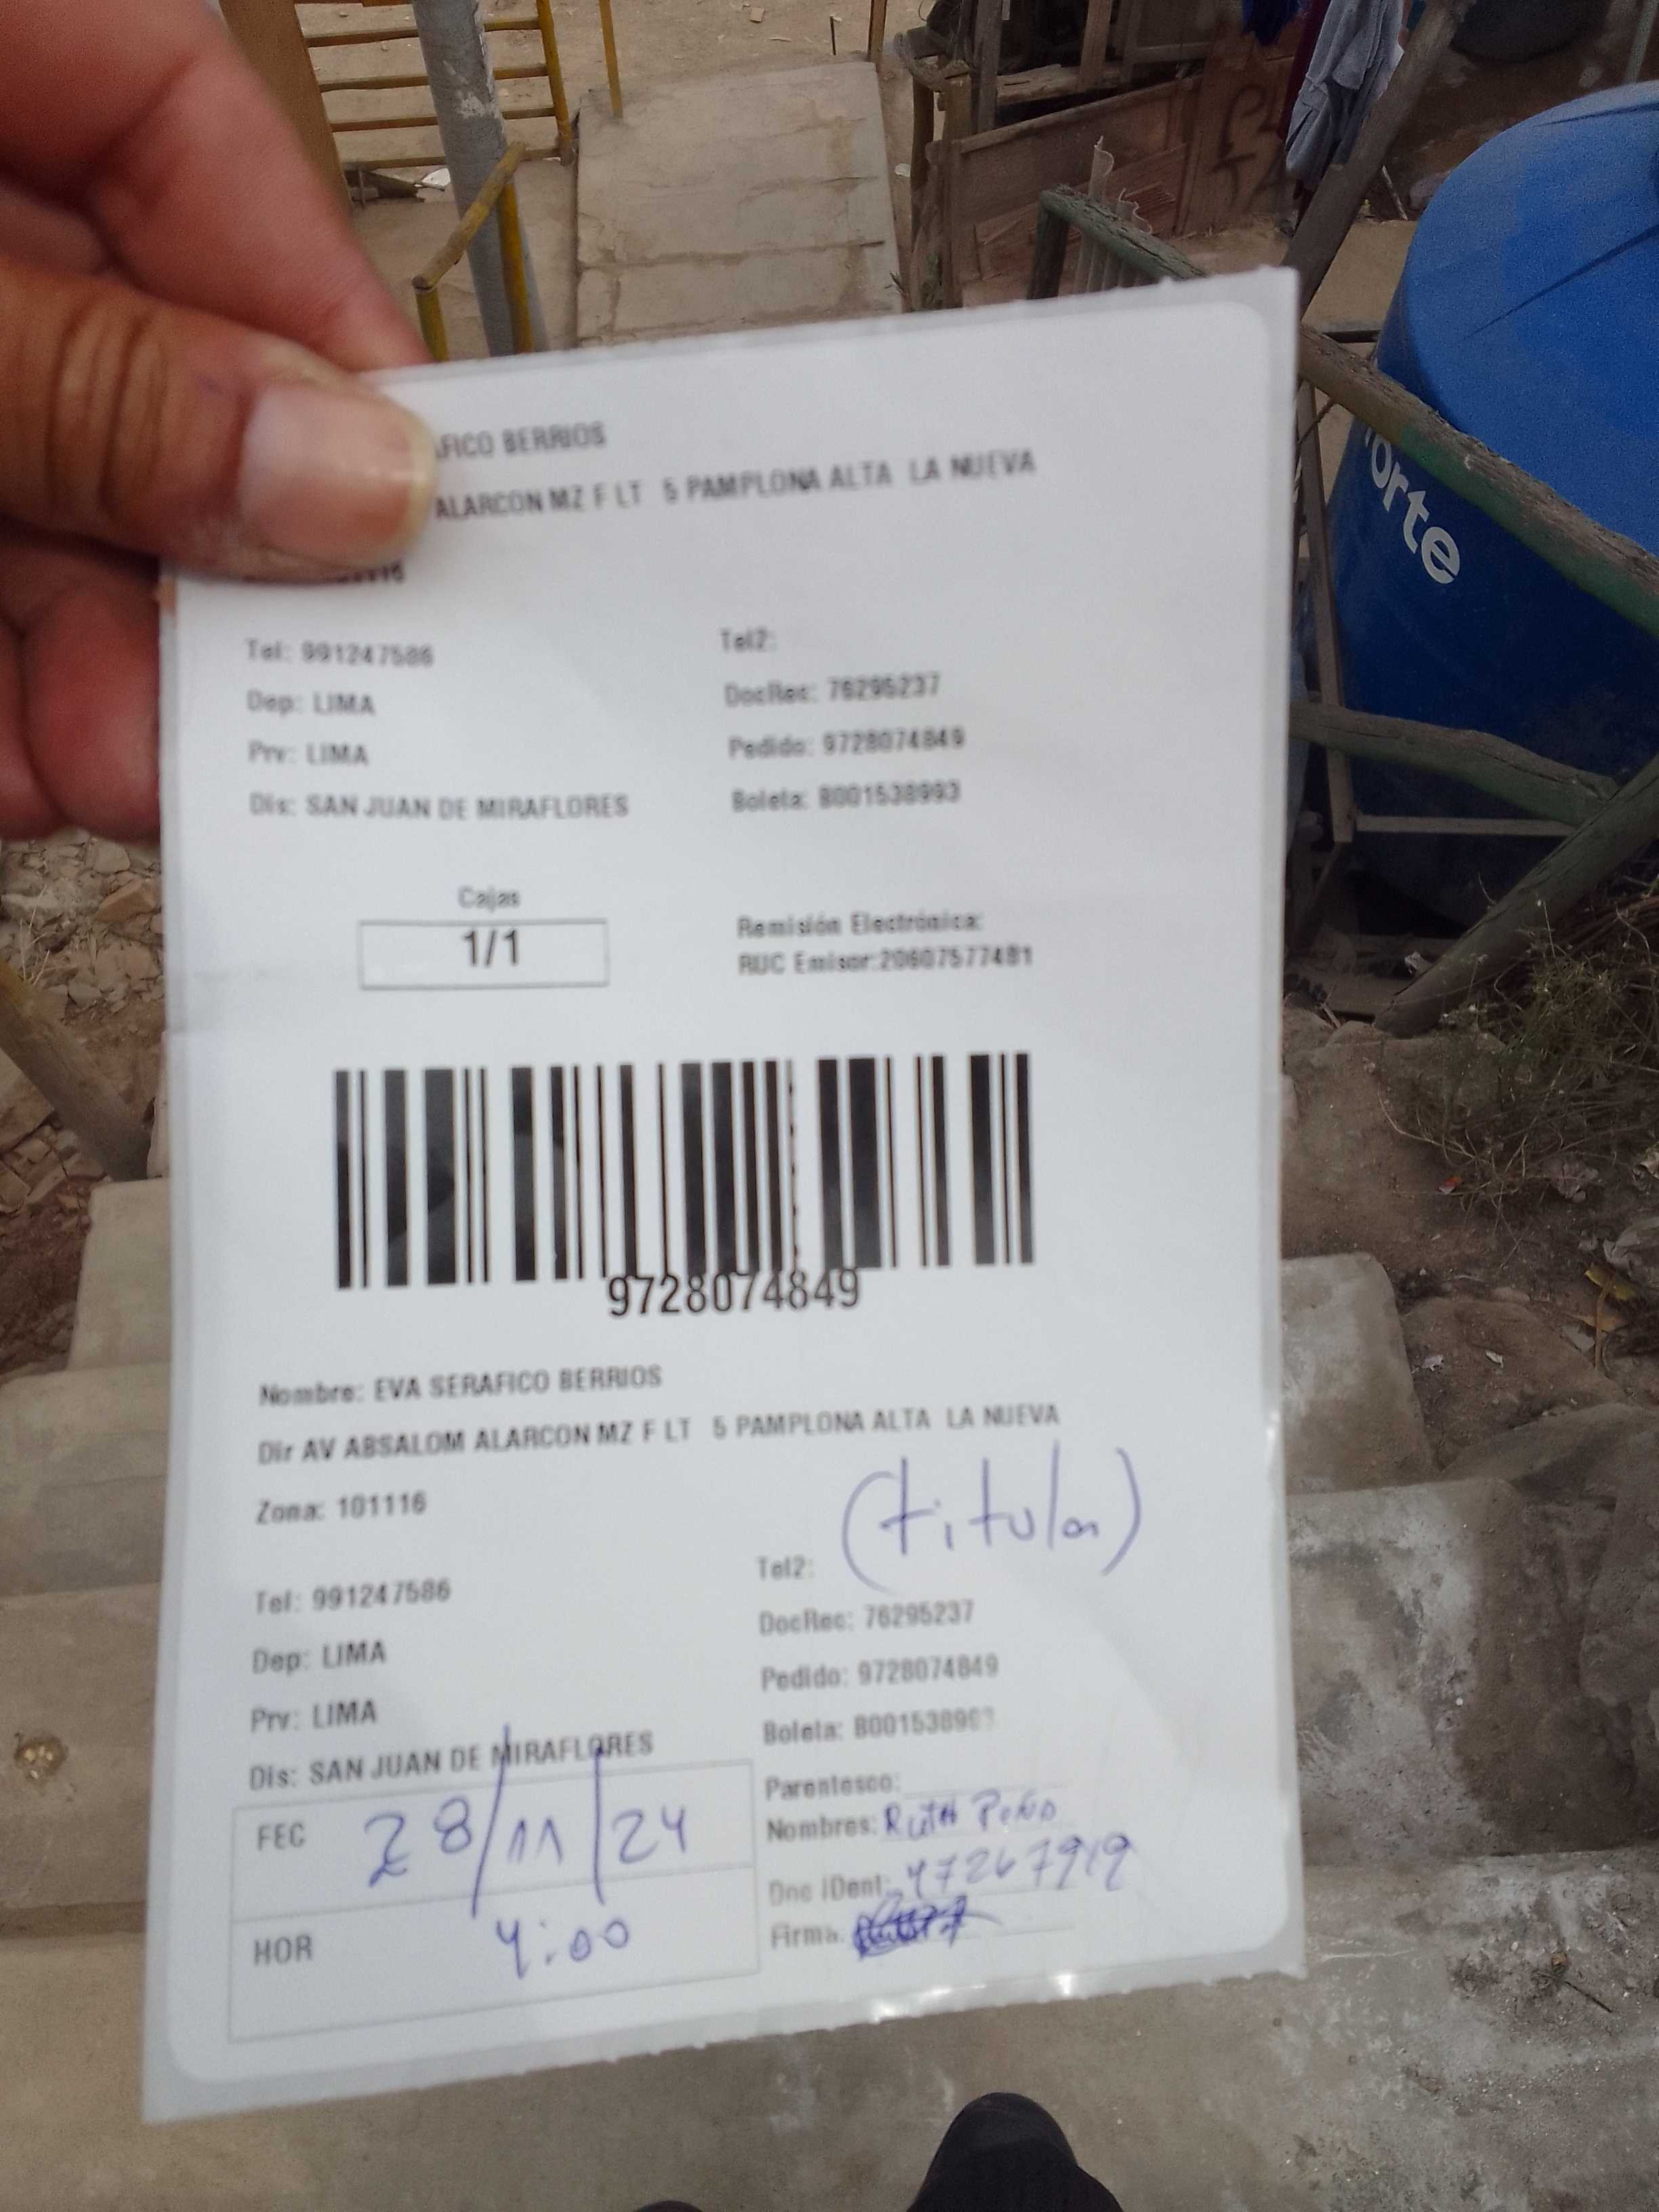 FICO BERRIOS
ALARCON MZ F LT 5 PAMPLONA ALTA LA NUEVA
Tel: 991247586
Tel2:
Dep: LIMA
DocRec: 76295237
Prv: LIMA
Pedido: 9728074849
Dis: SAN JUAN DE MIRAFLORES
Boleta: B001538993
Cajas
1/1
Remisión Electrónica:
RUC Emisor:20607577481
9728074849
Nombre: EVA SERAFICO BERRIOS
Dir AV ABSALOM ALARCON MZ F LT 5 PAMPLONA ALTA LA NUEVA
Zona: 101116
(titular)
Tel: 991247586
Tel2:
Dep: LIMA
DocRec: 76295237
Prv: LIMA
Pedido: 9728074849
Dis: SAN JUAN DE MIRAFLORES
Boleta: B001538993
FEC 28/11/24
HOR 4:00
Parentesco:
Nombres: Ruth
Doc iDent: 47267919
Firma:
orte